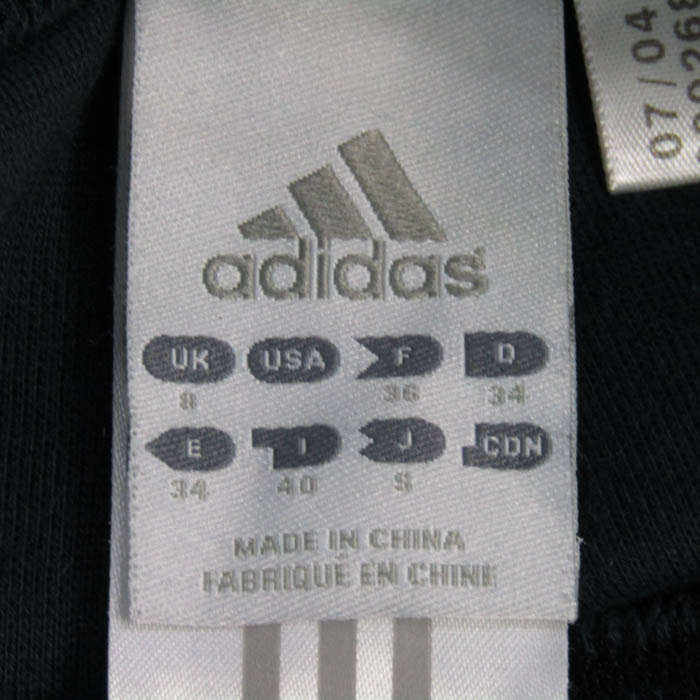 adidas
UK USA F D
8 36 34
E I J CDN
34 40 S
MADE IN CHINA
FABRIQUÉ EN CHINE
07/04